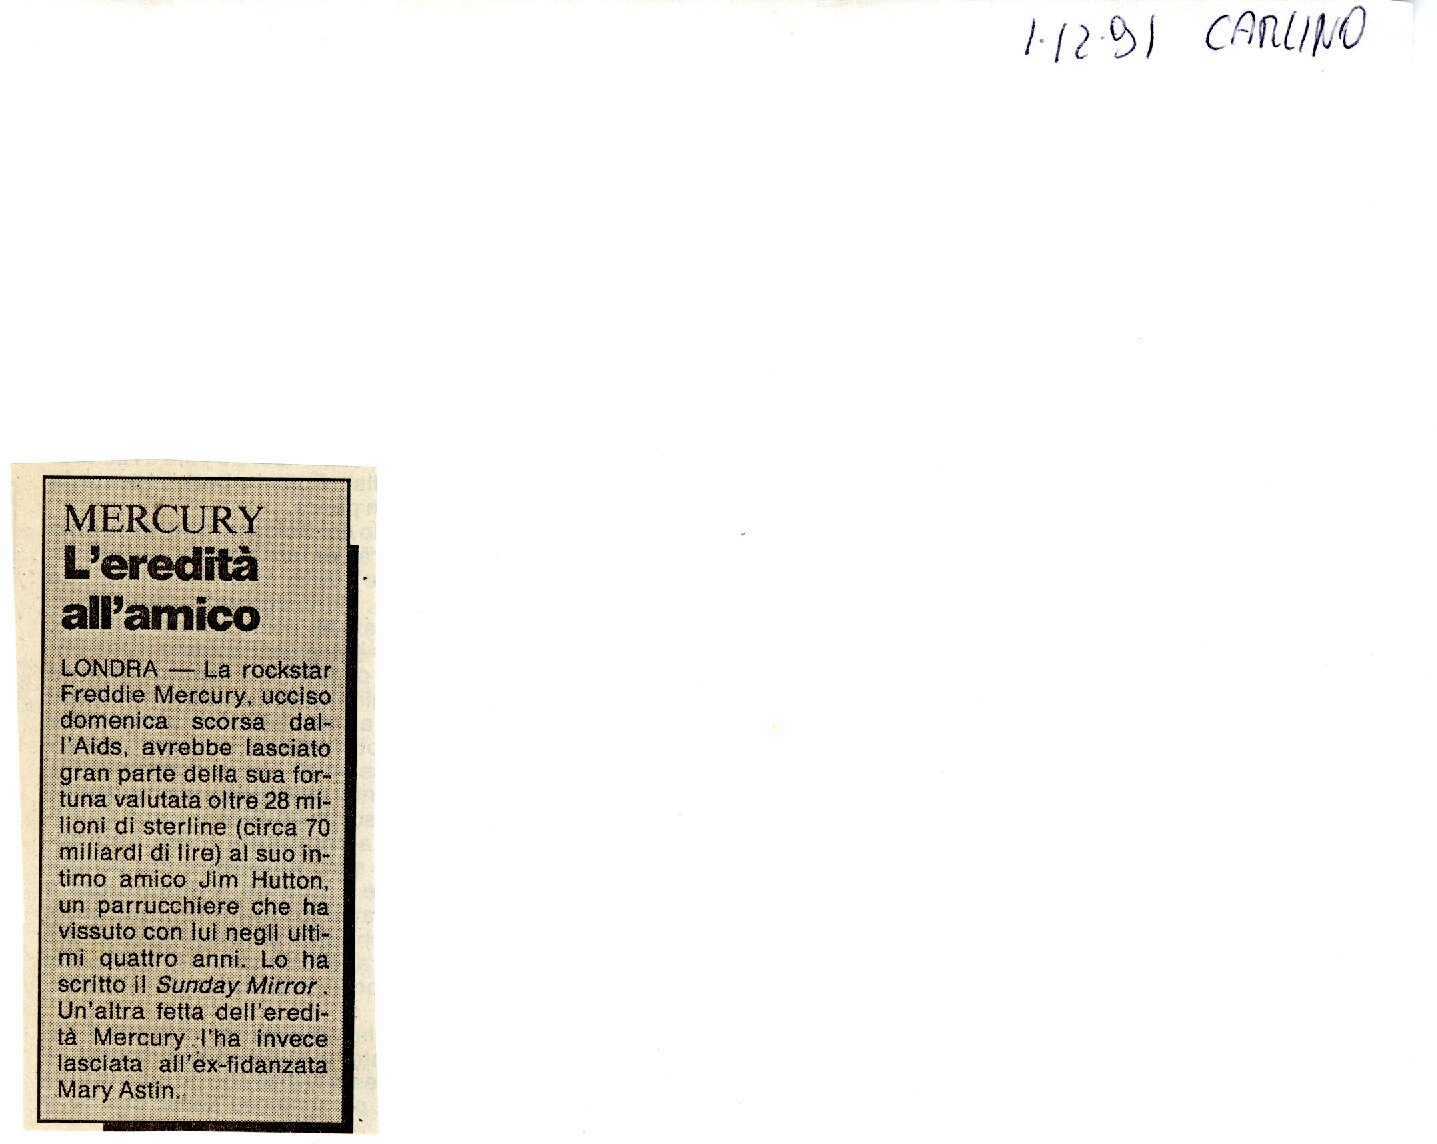 1.12.91 CARLINO
MERCURY
L'eredità
all'amico
LONDRA — La rockstar
Freddie Mercury, ucciso
domenica scorsa dal-
l'Aids, avrebbe lasciato
gran parte della sua for-
tuna valutata oltre 28 mi-
lioni di sterline (circa 70
miliardi di lire) al suo in-
timo amico Jim Hutton,
un parrucchiere che ha
vissuto con lui negli ulti-
mi quattro anni. Lo ha
scritto il Sunday Mirror.
Un'altra fetta dell'eredi-
tà Mercury l'ha invece
lasciata all'ex-fidanzata
Mary Astin.